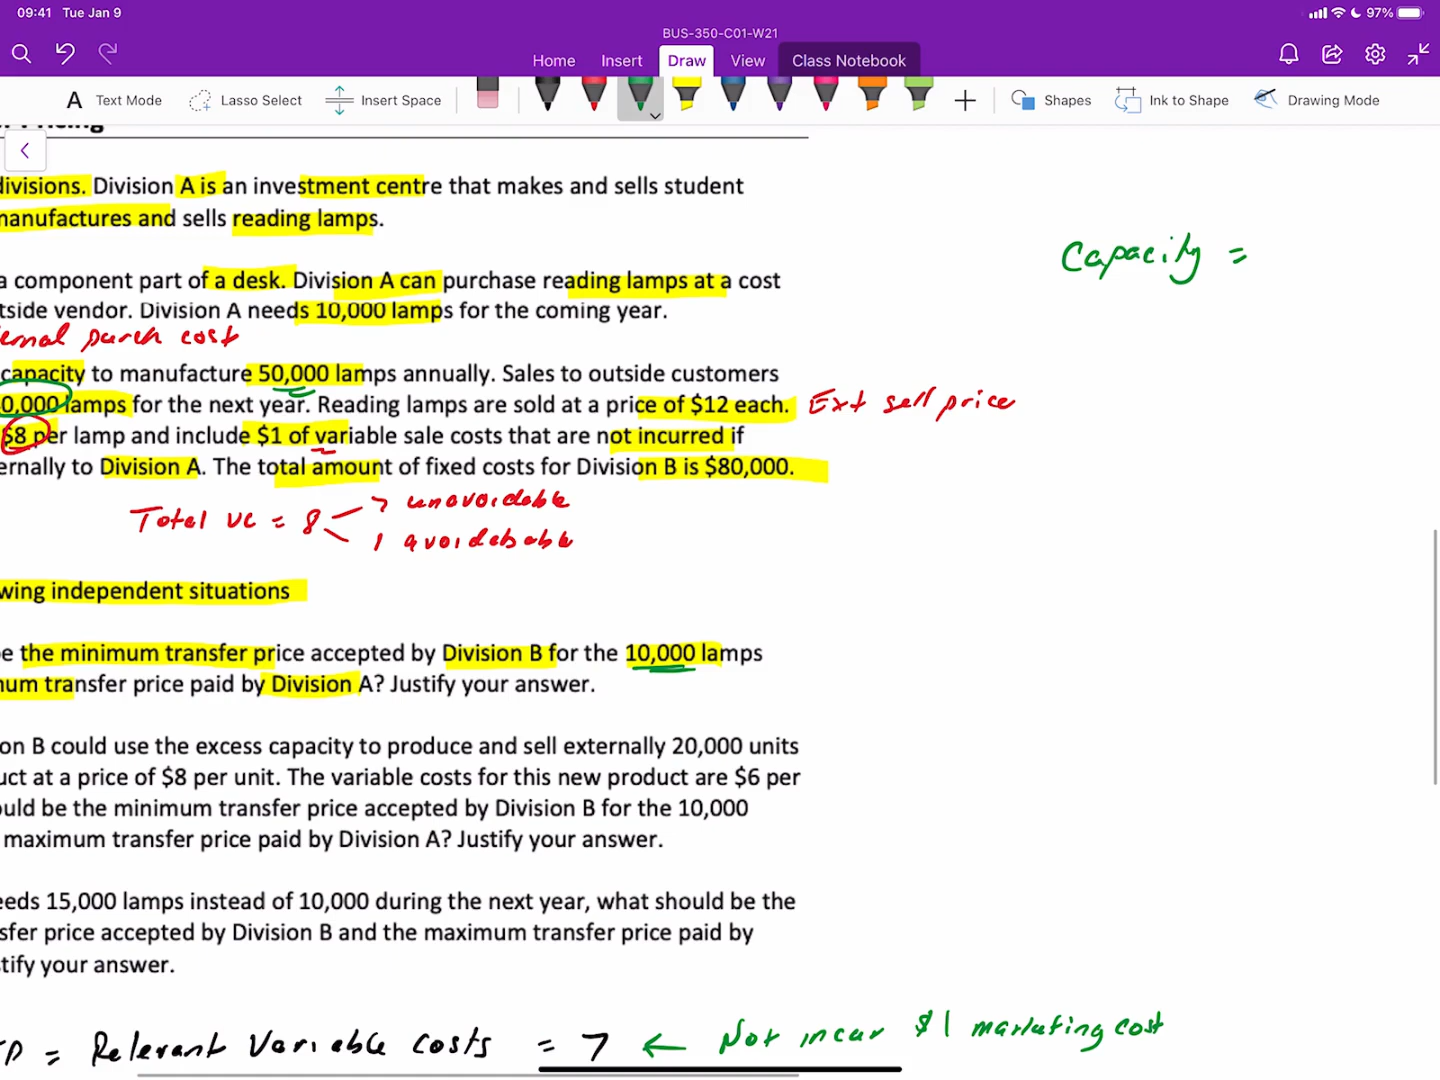 09:41 Tue Jan 9
97%
BUS-350-C01-W21
Home Insert Draw View Class Notebook
A Text Mode Lasso Select Insert Space Shapes Ink to Shape Drawing Mode
divisions. Division A is an investment centre that makes and sells student
manufactures and sells reading lamps.
Capacity =
a component part of a desk. Division A can purchase reading lamps at a cost
tside vendor. Division A needs 10,000 lamps for the coming year.
ernal purch cost
capacity to manufacture 50,000 lamps annually. Sales to outside customers
0,000 lamps for the next year. Reading lamps are sold at a price of $12 each. Ext sell price
$8 per lamp and include $1 of variable sale costs that are not incurred if
ernally to Division A. The total amount of fixed costs for Division B is $80,000.
7 unavoidable
Total VC = 8
1 avoidebable
wing independent situations
e the minimum transfer price accepted by Division B for the 10,000 lamps
num transfer price paid by Division A? Justify your answer.
on B could use the excess capacity to produce and sell externally 20,000 units
uct at a price of $8 per unit. The variable costs for this new product are $6 per
ould be the minimum transfer price accepted by Division B for the 10,000
maximum transfer price paid by Division A? Justify your answer.
eeds 15,000 lamps instead of 10,000 during the next year, what should be the
sfer price accepted by Division B and the maximum transfer price paid by
stify your answer.
TP = Relevant Variable costs = 7 ← Not incur $1 marketing cost